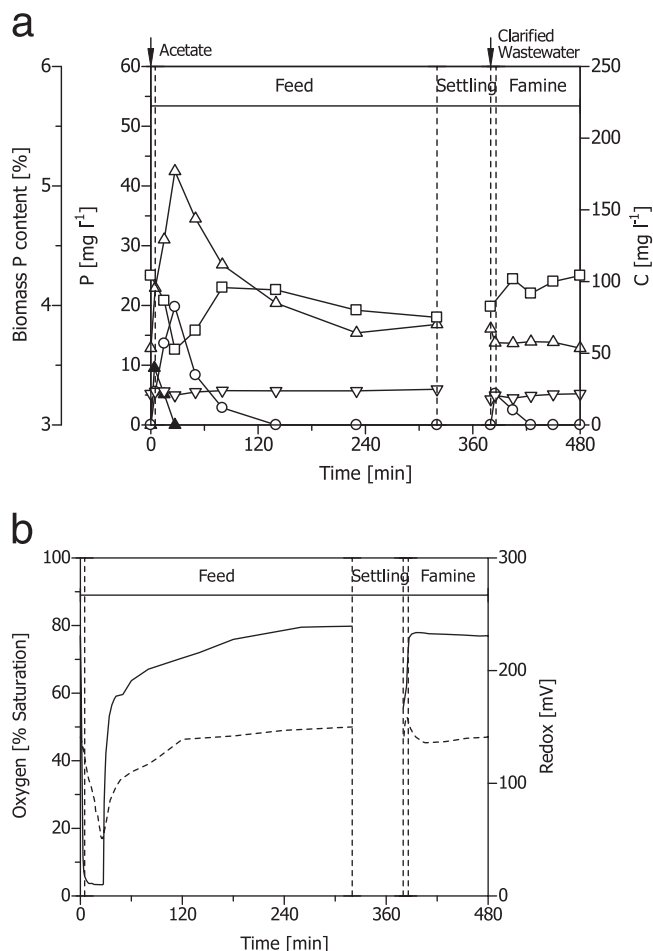 a
Acetate
Clarified
Wastewater
6
60
250
Feed
Settling
Famine
50
200
5
40
150
30
Biomass P content [%]
P [mg l-1]
C [mg l-1]
100
4
20
50
10
3
0
0
0
120
240
360
480
Time [min]
b
100
300
Feed
Settling
Famine
80
200
60
Oxygen [% Saturation]
Redox [mV]
40
100
20
0
0
0
120
240
360
480
Time [min]